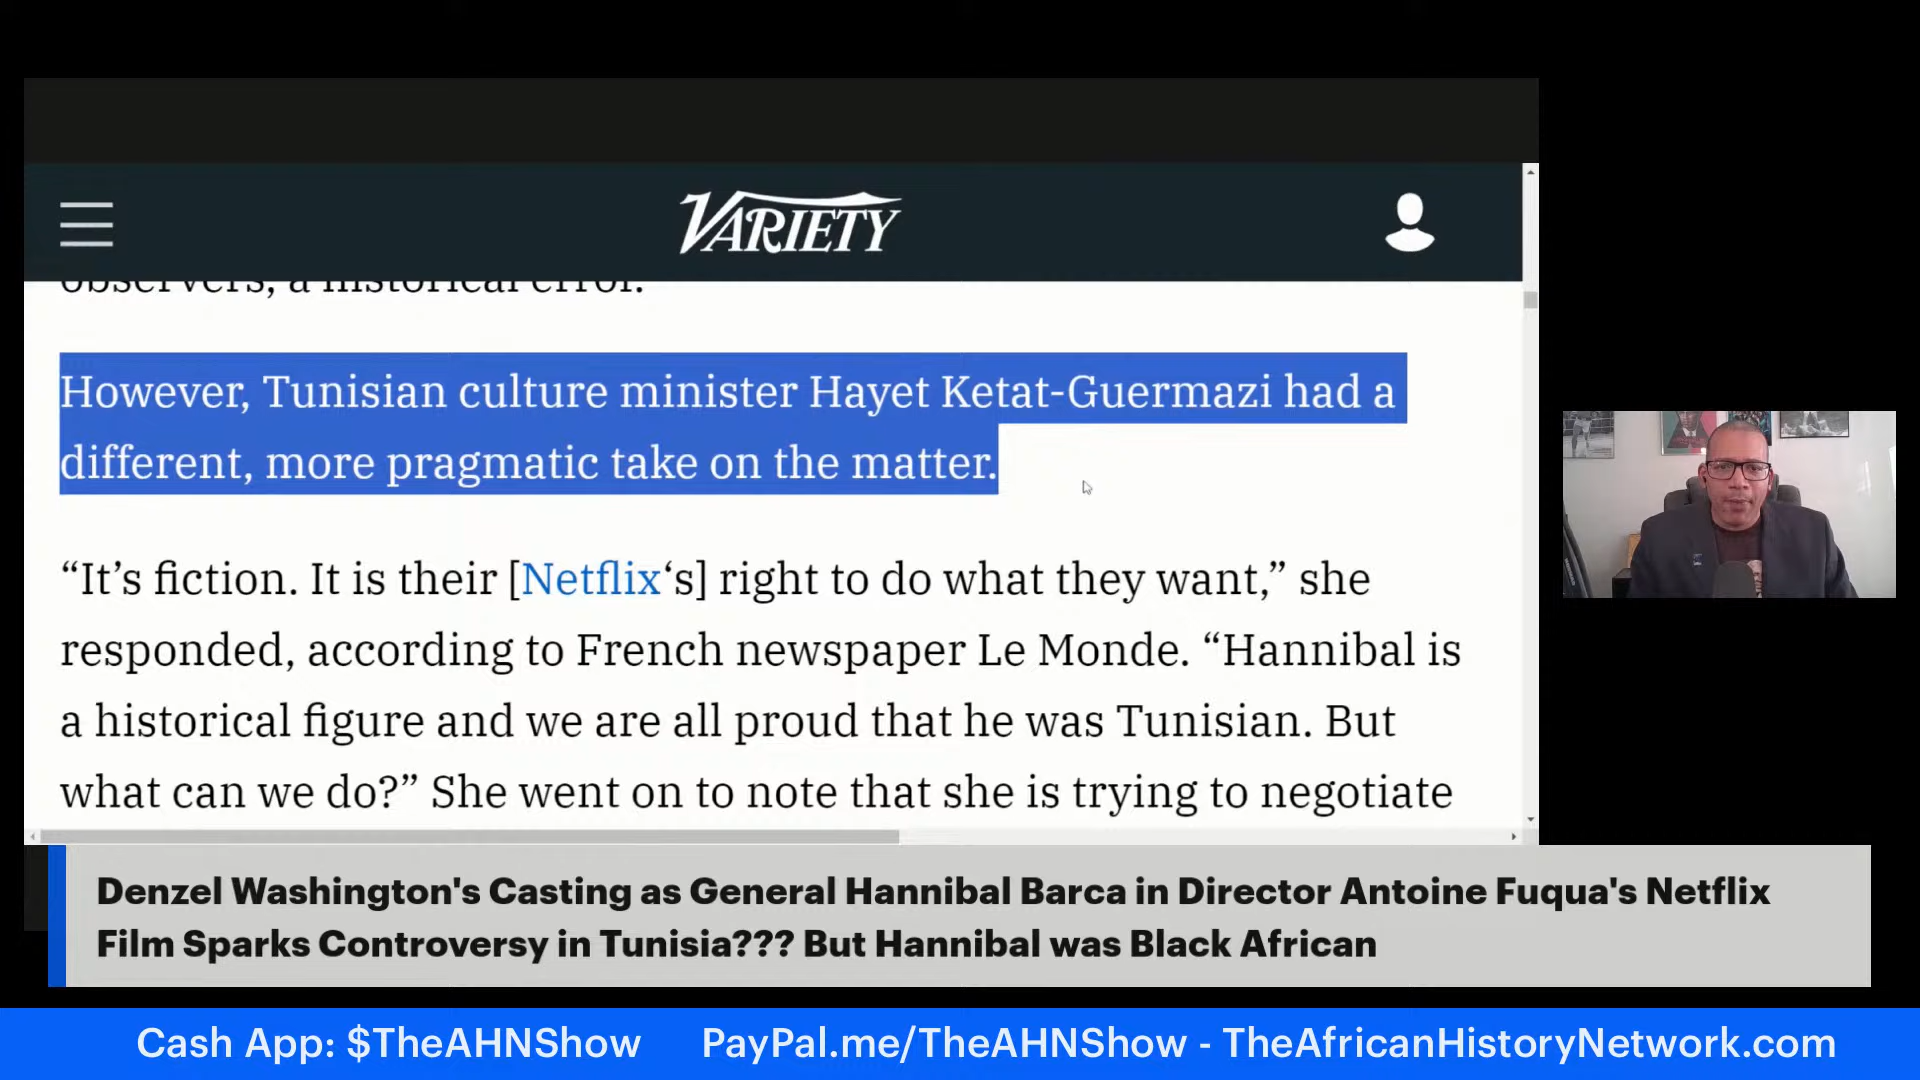 VARIETY
observers, a historical error.
However, Tunisian culture minister Hayet Ketat-Guermazi had a
different, more pragmatic take on the matter.
“It’s fiction. It is their [Netflix‘s] right to do what they want,” she
responded, according to French newspaper Le Monde. “Hannibal is
a historical figure and we are all proud that he was Tunisian. But
what can we do?” She went on to note that she is trying to negotiate
Denzel Washington's Casting as General Hannibal Barca in Director Antoine Fuqua's Netflix
Film Sparks Controversy in Tunisia??? But Hannibal was Black African
Cash App: $TheAHNShow PayPal.me/TheAHNShow - TheAfricanHistoryNetwork.com